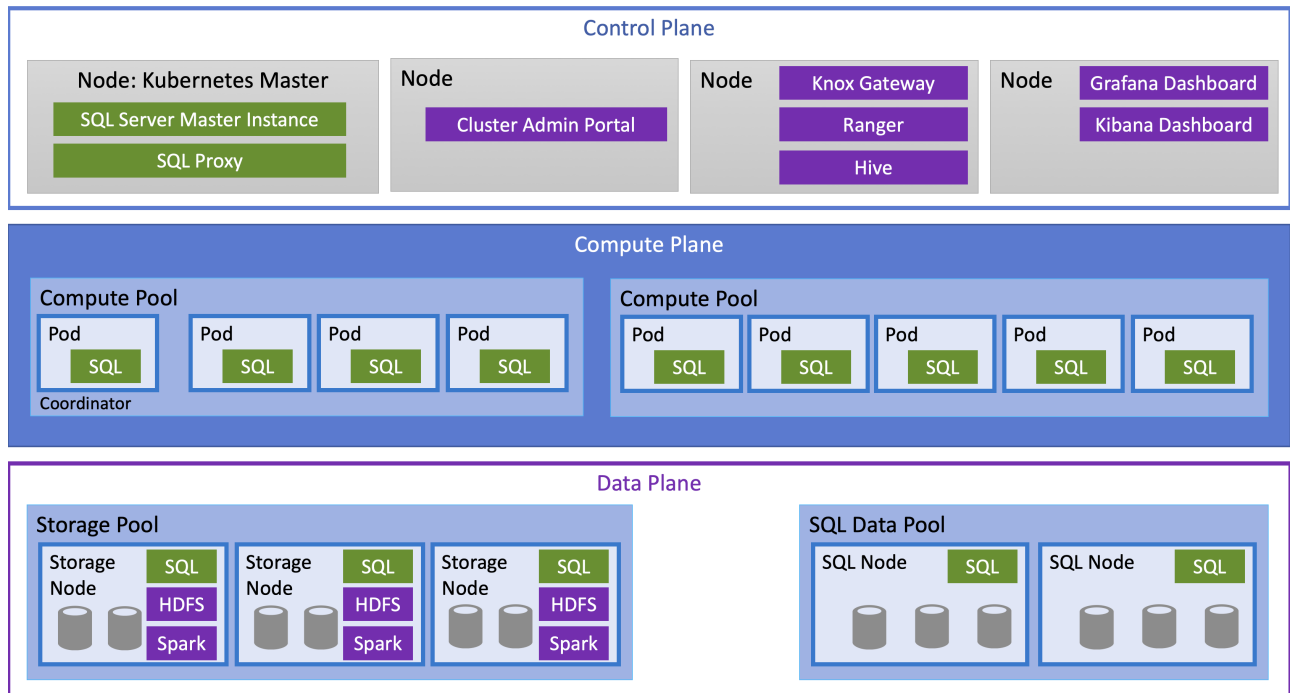 Control Plane
Node: Kubernetes Master
SQL Server Master Instance
SQL Proxy
Node
Cluster Admin Portal
Node
Knox Gateway
Ranger
Hive
Node
Grafana Dashboard
Kibana Dashboard
Compute Plane
Compute Pool
Pod
SQL
Coordinator
Pod
SQL
Pod
SQL
Pod
SQL
Compute Pool
Pod
SQL
Pod
SQL
Pod
SQL
Pod
SQL
Pod
SQL
Data Plane
Storage Pool
Storage
Node
SQL
HDFS
Spark
Storage
Node
SQL
HDFS
Spark
Storage
Node
SQL
HDFS
Spark
SQL Data Pool
SQL Node
SQL
SQL Node
SQL